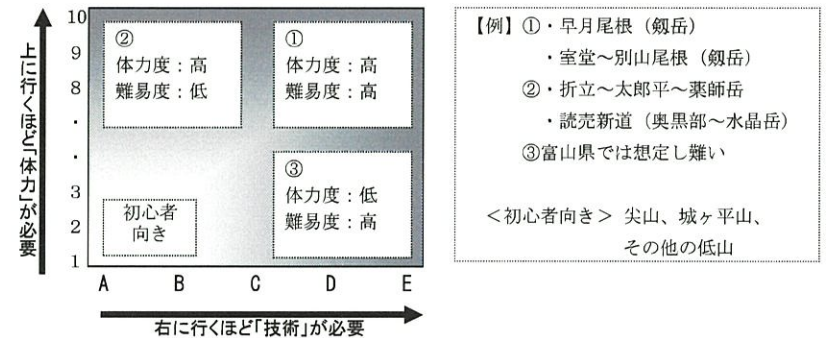 上に行くほど「体力」が必要
10
9
8
・
・
3
2
1
②
体力度：高
難易度：低
①
体力度：高
難易度：高
③
体力度：低
難易度：高
初心者
向き
A B C D E
右に行くほど「技術」が必要
【例】①・早月尾根（剱岳）
・室堂～別山尾根（剱岳）
②・折立～太郎平～薬師岳
・読売新道（奥黒部～水晶岳）
③富山県では想定し難い
＜初心者向き＞ 尖山、城ヶ平山、
その他の低山